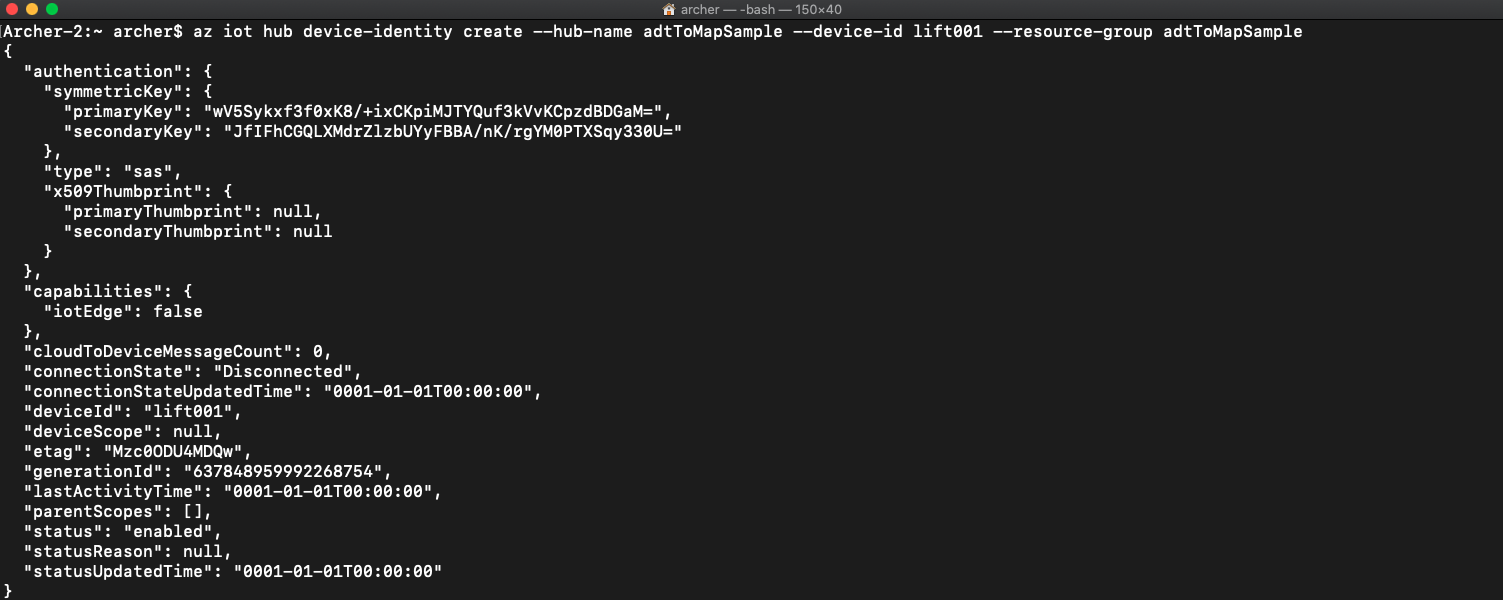 archer — -bash — 150×40
Archer-2:~ archer$ az iot hub device-identity create --hub-name adtToMapSample --device-id lift001 --resource-group adtToMapSample
{
  "authentication": {
    "symmetricKey": {
      "primaryKey": "wV5Sykxf3f0xK8/+ixCKpiMJTYQuf3kVvKCpzdBDGaM=",
      "secondaryKey": "JfIFhCGQLXMdrZlzbUYyFBBA/nK/rgYM0PTXSqy330U="
    },
    "type": "sas",
    "x509Thumbprint": {
      "primaryThumbprint": null,
      "secondaryThumbprint": null
    }
  },
  "capabilities": {
    "iotEdge": false
  },
  "cloudToDeviceMessageCount": 0,
  "connectionState": "Disconnected",
  "connectionStateUpdatedTime": "0001-01-01T00:00:00",
  "deviceId": "lift001",
  "deviceScope": null,
  "etag": "Mzc0ODU4MDQw",
  "generationId": "637848959992268754",
  "lastActivityTime": "0001-01-01T00:00:00",
  "parentScopes": [],
  "status": "enabled",
  "statusReason": null,
  "statusUpdatedTime": "0001-01-01T00:00:00"
}